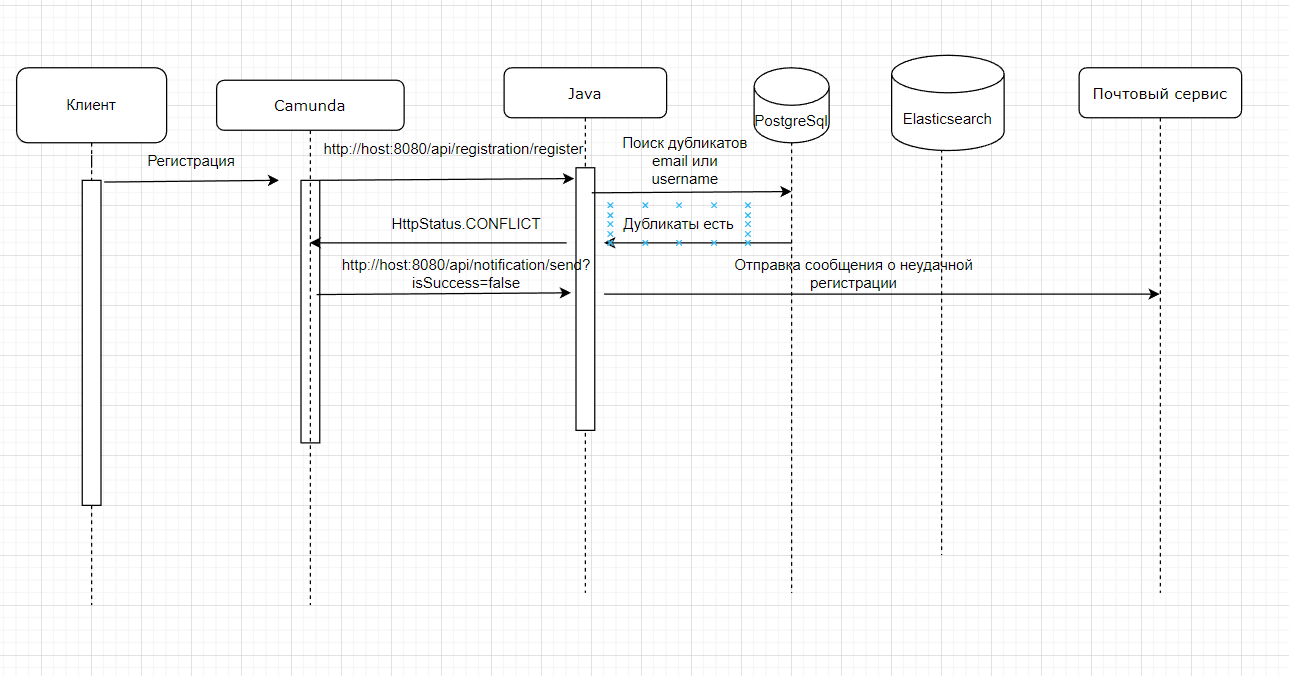 Клиент
Camunda
Java
PostgreSql
Elasticsearch
Почтовый сервис
Регистрация
http://host:8080/api/registration/register
Поиск дубликатов
email или
username
HttpStatus.CONFLICT
Дубликаты есть
http://host:8080/api/notification/send?
isSuccess=false
Отправка сообщения о неудачной
регистрации